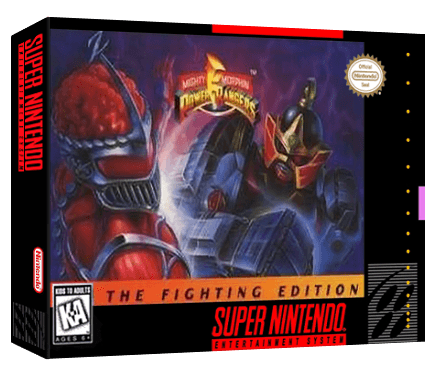 SUPER NINTENDO
Nintendo
MIGHTY MORPHIN
POWER RANGERS
TM
Official
Nintendo
Seal
THE FIGHTING EDITION
KIDS TO ADULTS
K-A
AGES 6+
SUPER NINTENDO
ENTERTAINMENT SYSTEM